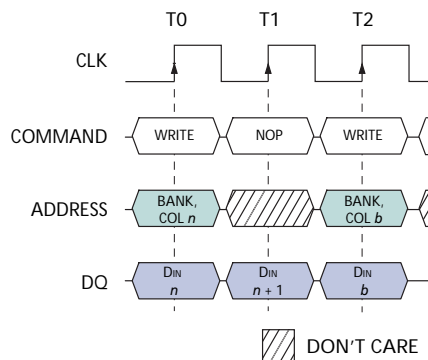 T0 T1 T2
CLK
COMMAND WRITE NOP WRITE
ADDRESS BANK, COL n BANK, COL b
DQ DIN n DIN n + 1 DIN b
DON'T CARE